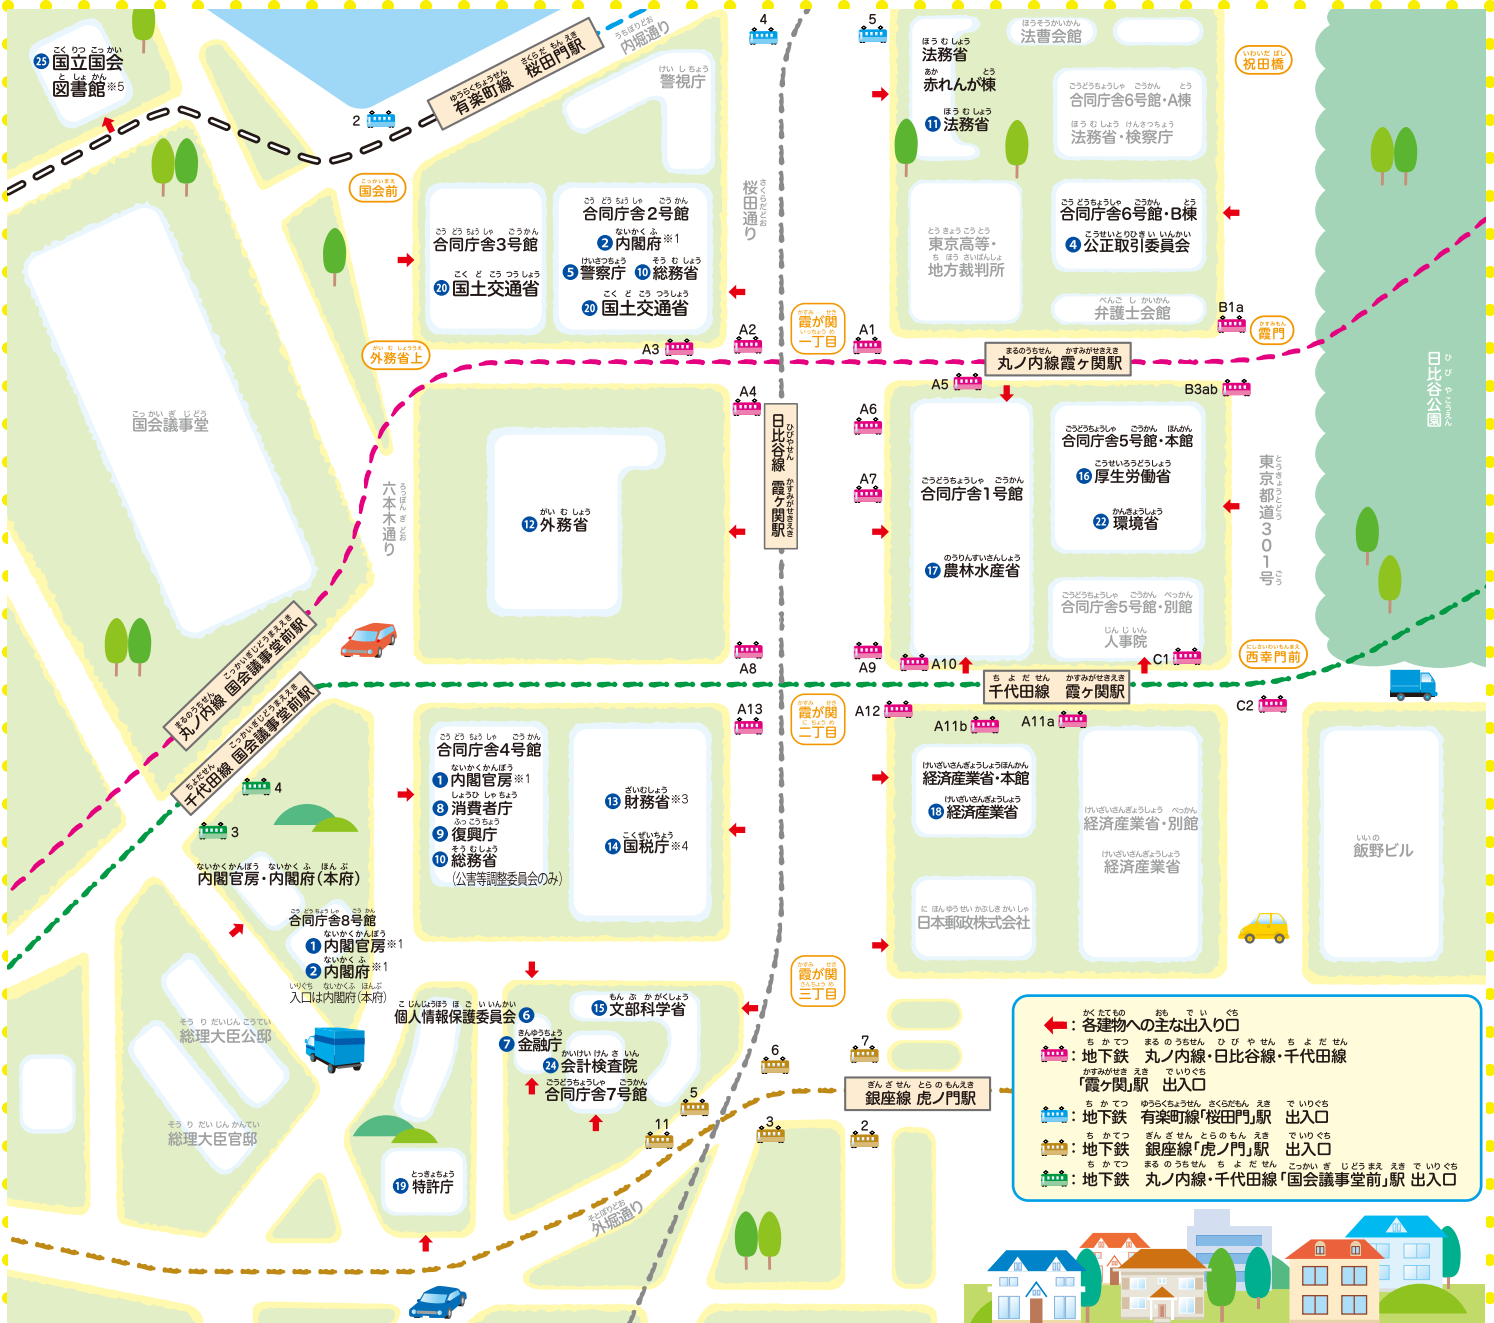 25 国立国会
図書館※5
有楽町線 桜田門駅
内堀通り
4
5
2
警視庁
法務省
赤れんが棟
11 法務省
法曹会館
祝田橋
合同庁舎6号館・A棟
法務省・検察庁
国会前
桜田通り
合同庁舎3号館
20 国土交通省
合同庁舎2号館
2 内閣府※1
5 警察庁 10 総務省
20 国土交通省
東京高等・
地方裁判所
合同庁舎6号館・B棟
4 公正取引委員会
弁護士会館
B1a
霞門
外務省上
A3
A2
霞が関
一丁目
A1
丸ノ内線霞ヶ関駅
日比谷公園
国会議事堂
A4
A5
B3ab
日比谷線 霞ヶ関駅
A6
A7
合同庁舎1号館
17 農林水産省
合同庁舎5号館・本館
16 厚生労働省
22 環境省
東京都道301号
六本木通り
12 外務省
合同庁舎5号館・別館
人事院
A8
A9
A10
C1
西幸門前
丸ノ内線 国会議事堂前駅
千代田線 国会議事堂前駅
千代田線 霞ヶ関駅
A13
霞が関
二丁目
A12
A11b
A11a
C2
4
3
合同庁舎4号館
1 内閣官房※1
8 消費者庁
9 復興庁
10 総務省
(公害等調整委員会のみ)
13 財務省※3
14 国税庁※4
経済産業省・本館
18 経済産業省
経済産業省・別館
経済産業省
飯野ビル
日本郵政株式会社
内閣官房・内閣府(本府)
合同庁舎8号館
1 内閣官房※1
2 内閣府※1
入口は内閣府(本府)
総理大臣公邸
総理大臣官邸
個人情報保護委員会 6
7 金融庁
15 文部科学省
24 会計検査院
合同庁舎7号館
霞が関
三丁目
6
7
5
11
3
2
銀座線 虎ノ門駅
19 特許庁
外堀通り
：各建物への主な出入り口
：地下鉄 丸ノ内線・日比谷線・千代田線
「霞ヶ関」駅 出入口
：地下鉄 有楽町線「桜田門」駅 出入口
：地下鉄 銀座線「虎ノ門」駅 出入口
：地下鉄 丸ノ内線・千代田線「国会議事堂前」駅 出入口